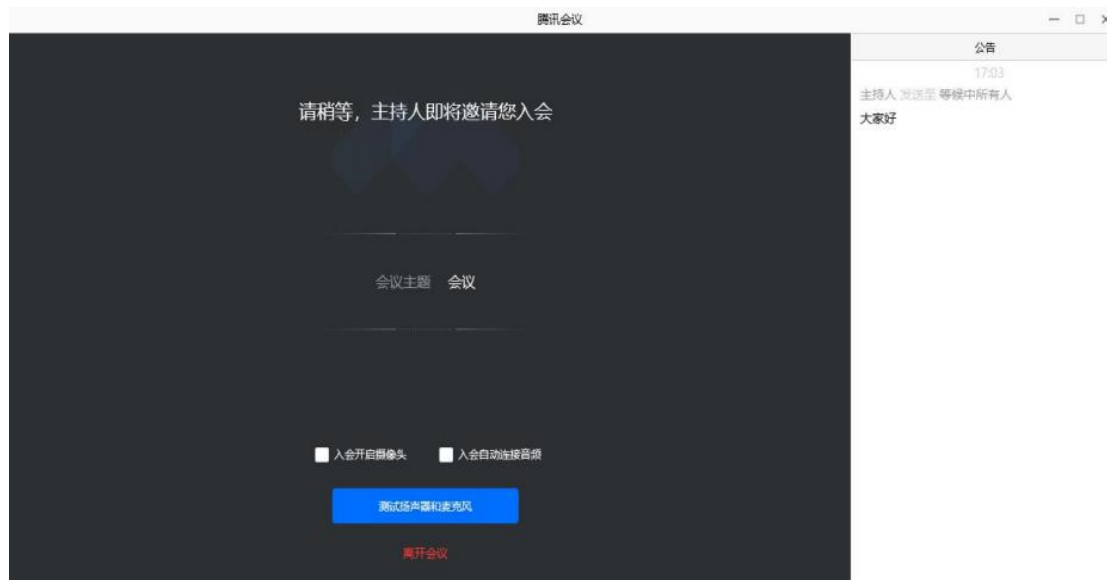 腾讯会议
请稍等，主持人即将邀请您入会
会议主题 会议
入会开启摄像头 入会自动连接音频
测试扬声器和麦克风
离开会议
公告
17:03
主持人 发送至 等候中所有人
大家好